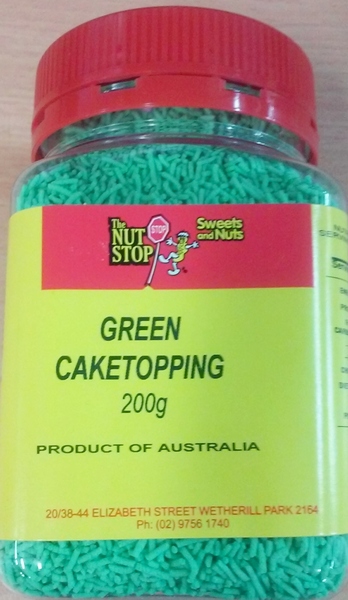 The
NUT
STOP
STOP
Sweets
and Nuts
GREEN
CAKETOPPING
200g
PRODUCT OF AUSTRALIA
20/38-44 ELIZABETH STREET WETHERILL PARK 2164
Ph: (02) 9756 1740